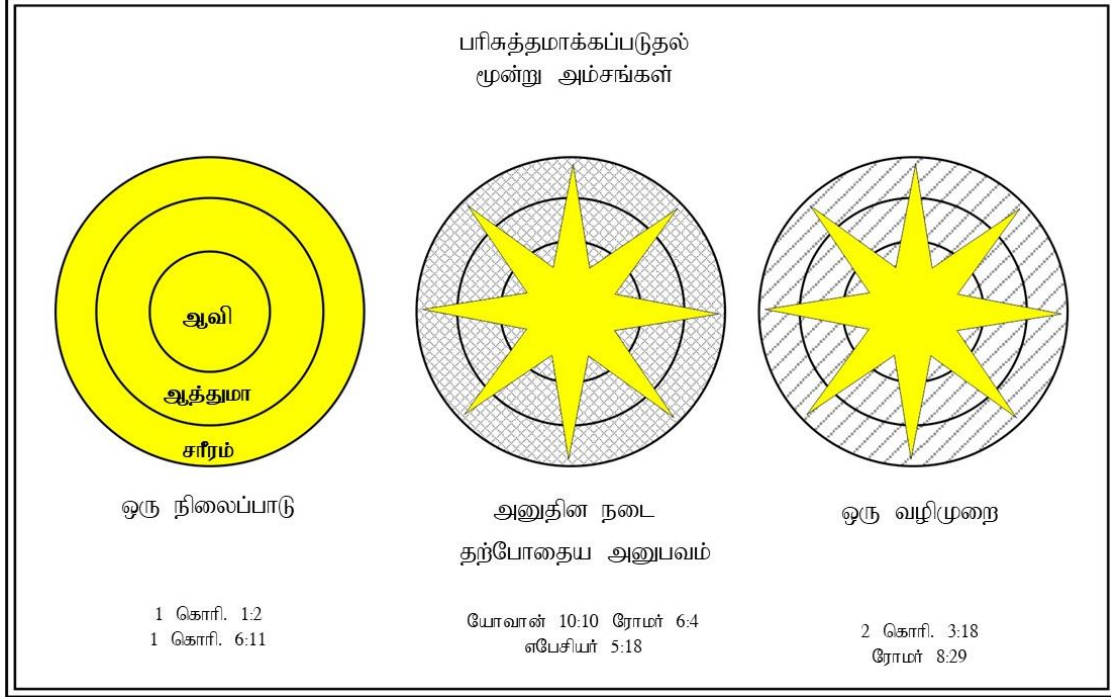 பரிசுத்தமாக்கப்படுதல்
மூன்று அம்சங்கள்
ஆவி
ஆத்துமா
சரீரம்
ஒரு நிலைப்பாடு
1 கொரி. 1:2
1 கொரி. 6:11
அனுதின நடை
தற்போதைய அனுபவம்
யோவான் 10:10 ரோமர் 6:4
எபேசியர் 5:18
ஒரு வழிமுறை
2 கொரி. 3:18
ரோமர் 8:29